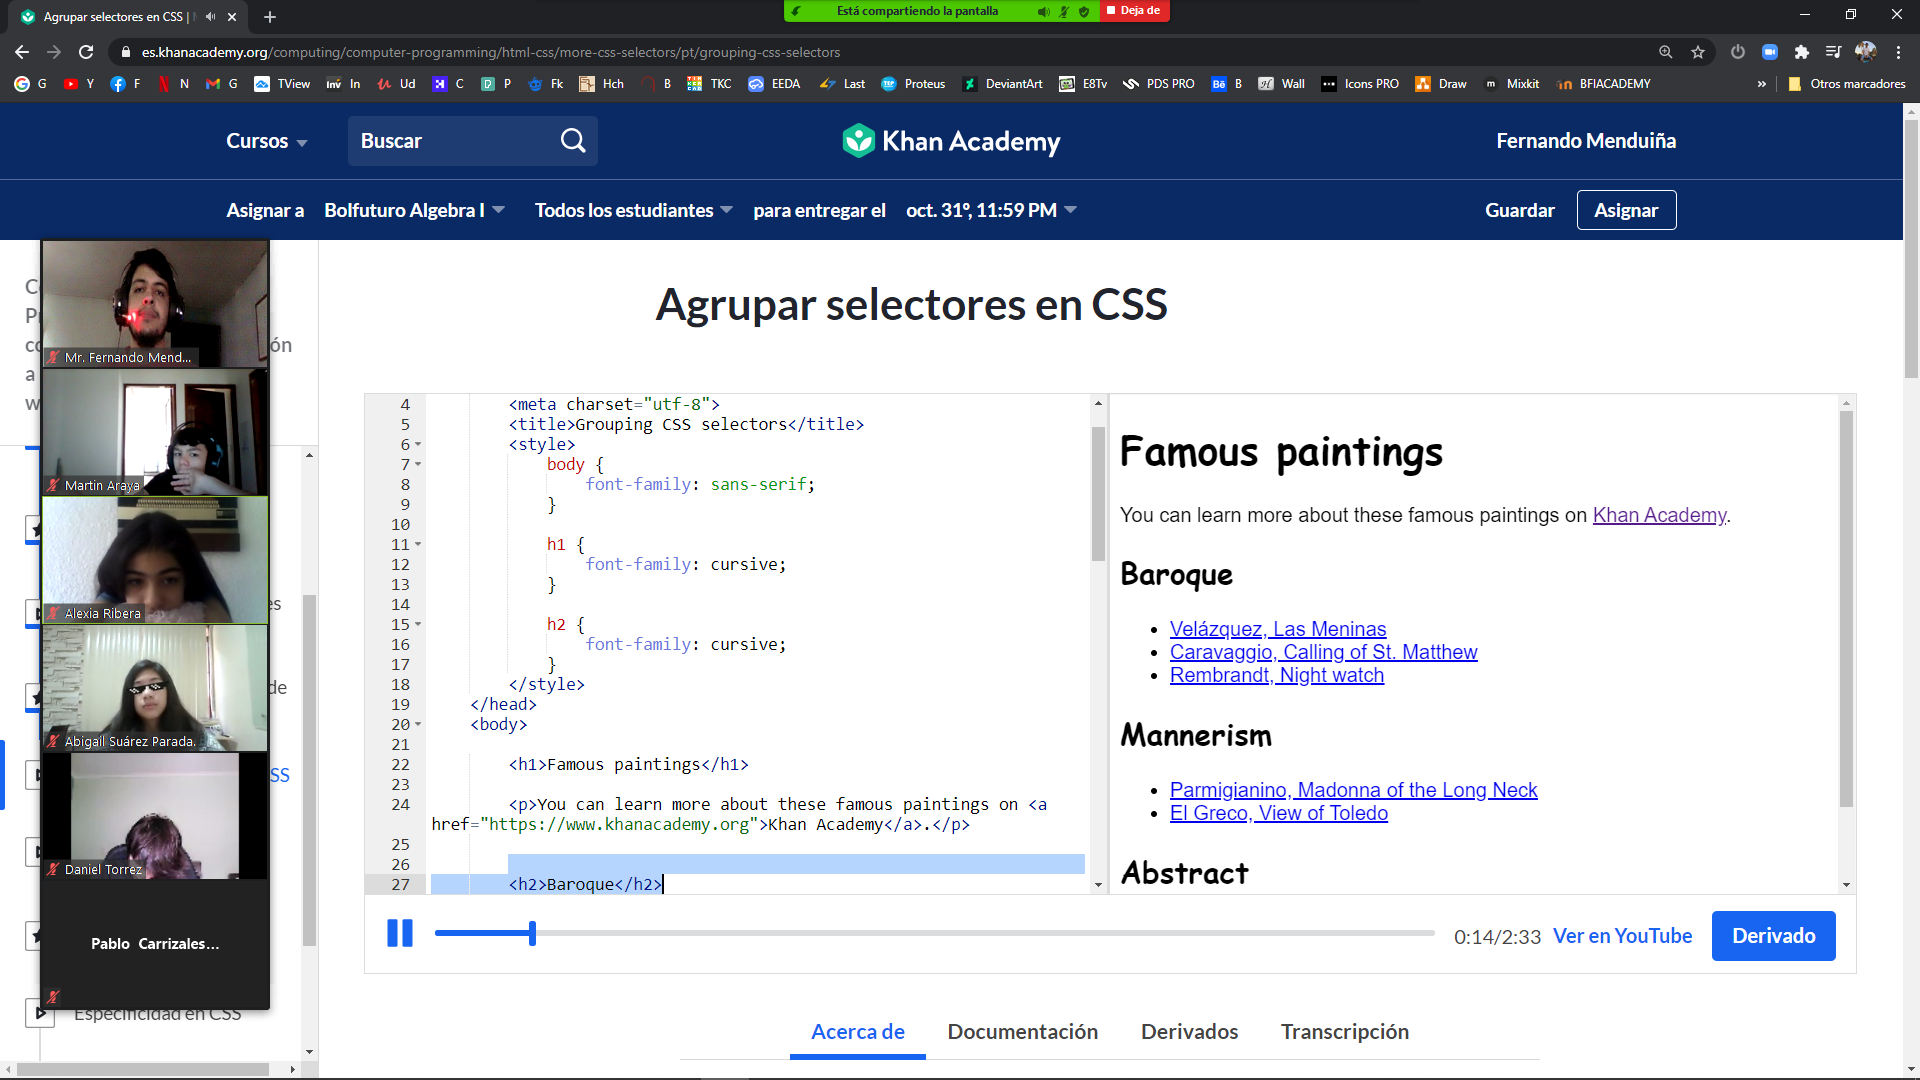 Agrupar selectores en CSS |
Está compartiendo la pantalla
Deja de
es.khanacademy.org/computing/computer-programming/html-css/more-css-selectors/pt/grouping-css-selectors
G Y F N G TView In Ud C P Fk Hch B TKC EEDA Last Proteus DeviantArt E8Tv PDS PRO B Wall Icons PRO Draw Mixkit BFIACADEMY » Otros marcadores
Cursos
Buscar
Khan Academy
Fernando Menduiña
Asignar a Bolfuturo Algebra I Todos los estudiantes para entregar el oct. 31º, 11:59 PM
Guardar
Asignar
Mr. Fernando Mend...
Martin Araya
Alexia Ribera
Abigaíl Suárez Parada.
Daniel Torrez
Pablo Carrizales...
ón
a
es
de
SS
Especificidad en CSS
Agrupar selectores en CSS
4 <meta charset="utf-8">
5 <title>Grouping CSS selectors</title>
6 <style>
7 body {
8 font-family: sans-serif;
9 }
10
11 h1 {
12 font-family: cursive;
13 }
14
15 h2 {
16 font-family: cursive;
17 }
18 </style>
19 </head>
20 <body>
21
22 <h1>Famous paintings</h1>
23
24 <p>You can learn more about these famous paintings on <a
href="https://www.khanacademy.org">Khan Academy</a>.</p>
25
26
27 <h2>Baroque</h2>
Famous paintings
You can learn more about these famous paintings on Khan Academy.
Baroque
• Velázquez, Las Meninas
• Caravaggio, Calling of St. Matthew
• Rembrandt, Night watch
Mannerism
• Parmigianino, Madonna of the Long Neck
• El Greco, View of Toledo
Abstract
0:14/2:33
Ver en YouTube
Derivado
Acerca de
Documentación
Derivados
Transcripción